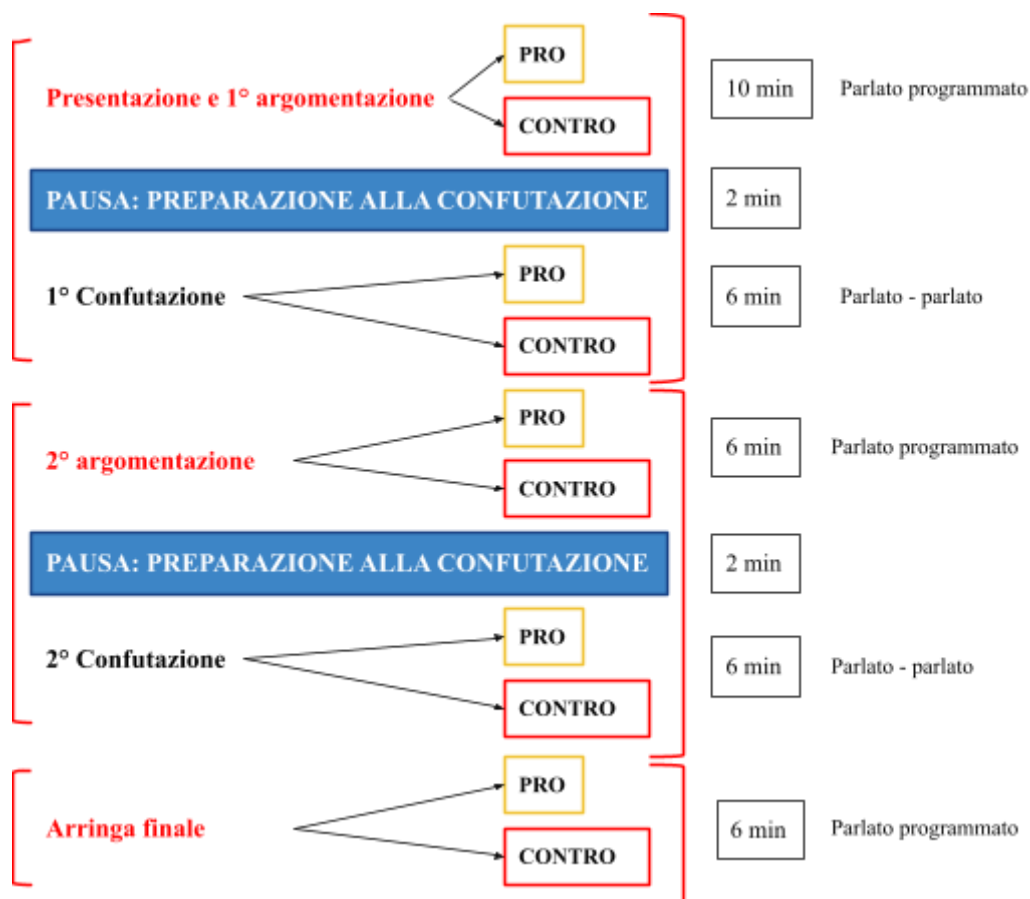 PRO
Presentazione e 1° argomentazione
CONTRO
10 min
Parlato programmato
PAUSA: PREPARAZIONE ALLA CONFUTAZIONE
2 min
PRO
1° Confutazione
CONTRO
6 min
Parlato - parlato
PRO
2° argomentazione
CONTRO
6 min
Parlato programmato
PAUSA: PREPARAZIONE ALLA CONFUTAZIONE
2 min
PRO
2° Confutazione
CONTRO
6 min
Parlato - parlato
PRO
Arringa finale
CONTRO
6 min
Parlato programmato